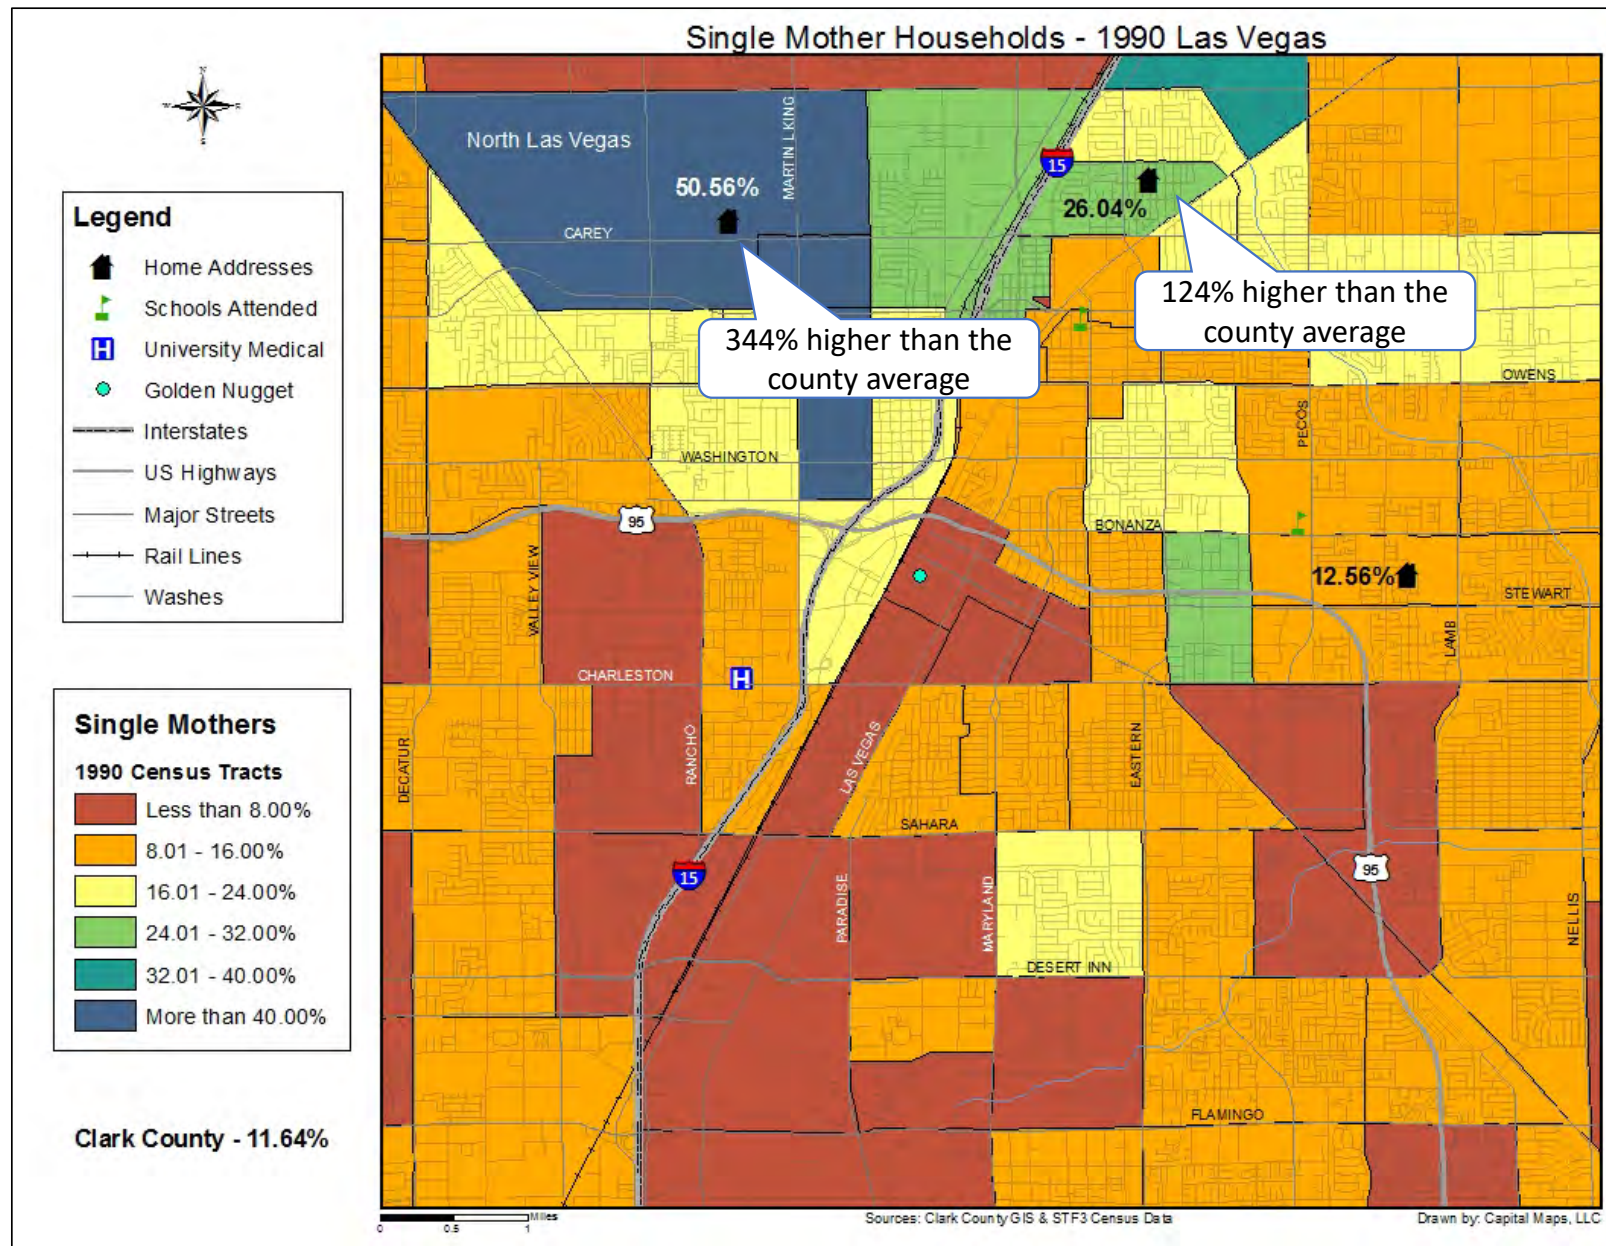 Single Mother Households - 1990 Las Vegas
N
W
E
S
Legend
Home Addresses
Schools Attended
H University Medical
Golden Nugget
Interstates
US Highways
Major Streets
Rail Lines
Washes
Single Mothers
1990 Census Tracts
Less than 8.00%
8.01 - 16.00%
16.01 - 24.00%
24.01 - 32.00%
32.01 - 40.00%
More than 40.00%
Clark County - 11.64%
North Las Vegas
MARTIN L KING
15
50.56%
26.04%
CAREY
124% higher than the
county average
344% higher than the
county average
OWENS
PECOS
WASHINGTON
95
BONANZA
VALLEY VIEW
12.56%
STEWART
LAMB
CHARLESTON
H
DECATUR
RANCHO
LAS VEGAS
EASTERN
SAHARA
15
95
PARADISE
MARYLAND
NELLIS
DESERT INN
FLAMINGO
0 0.5 1 Miles
Sources: Clark County GIS & STF3 Census Data
Drawn by: Capital Maps, LLC